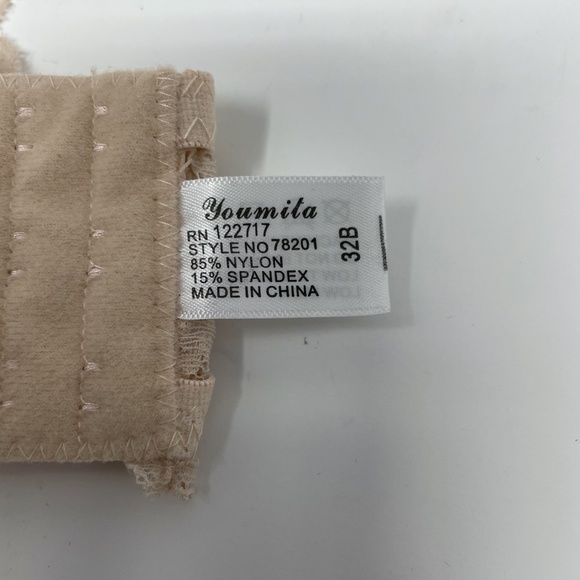 Youmita
RN 122717
STYLE NO 78201
85% NYLON
15% SPANDEX
MADE IN CHINA
32B